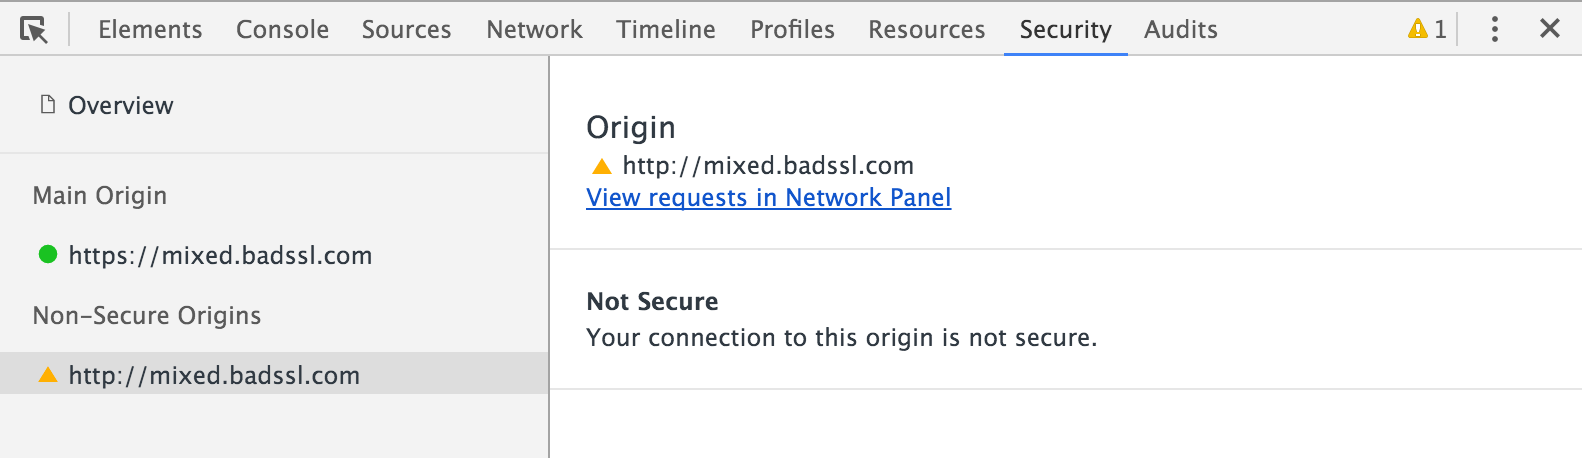 Elements Console Sources Network Timeline Profiles Resources Security Audits 1
Overview
Main Origin
https://mixed.badssl.com
Non-Secure Origins
http://mixed.badssl.com
Origin
http://mixed.badssl.com
View requests in Network Panel
Not Secure
Your connection to this origin is not secure.